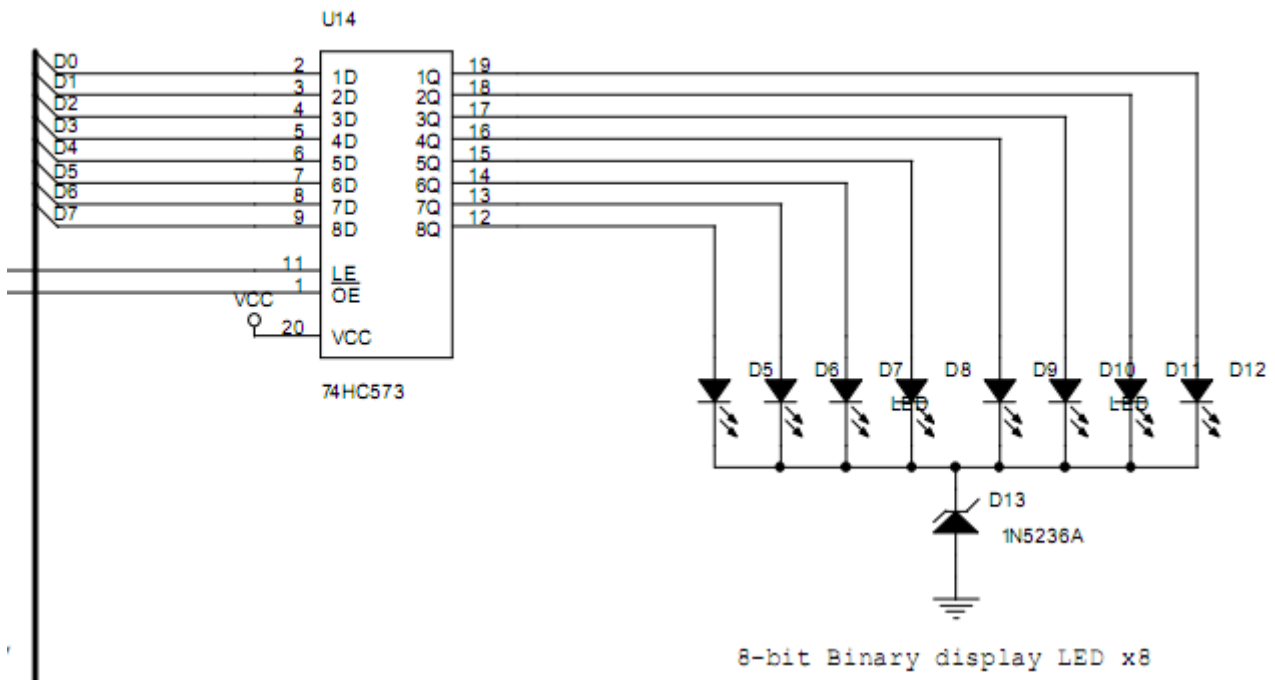 U14
D0 2 1D 1Q 19
D1 3 2D 2Q 18
D2 4 3D 3Q 17
D3 5 4D 4Q 16
D4 6 5D 5Q 15
D5 7 6D 6Q 14
D6 8 7D 7Q 13
D7 9 8D 8Q 12
11 LE
1 OE
VCC
20 VCC
74HC573
D5 D6 D7 D8 D9 D10 D11 D12
LED LED
D13
1N5236A
8-bit Binary display LED x8